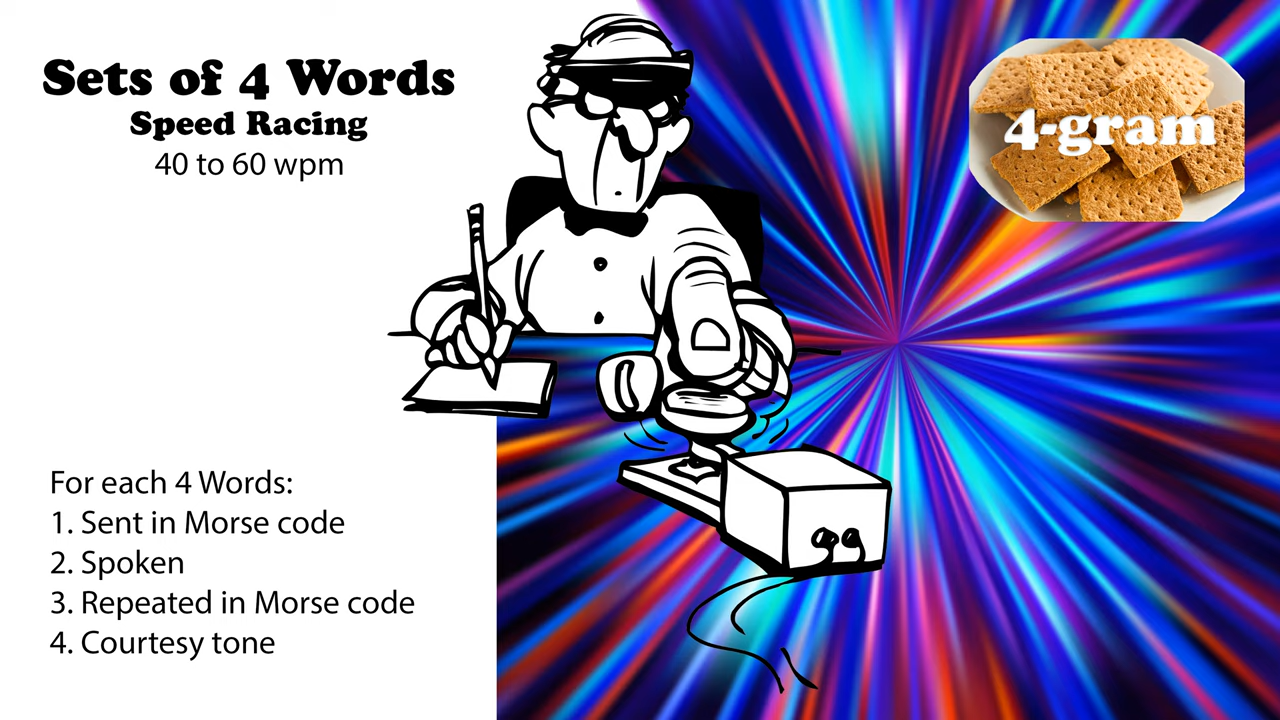 Sets of 4 Words
Speed Racing
40 to 60 wpm
4-gram
For each 4 Words:
1. Sent in Morse code
2. Spoken
3. Repeated in Morse code
4. Courtesy tone